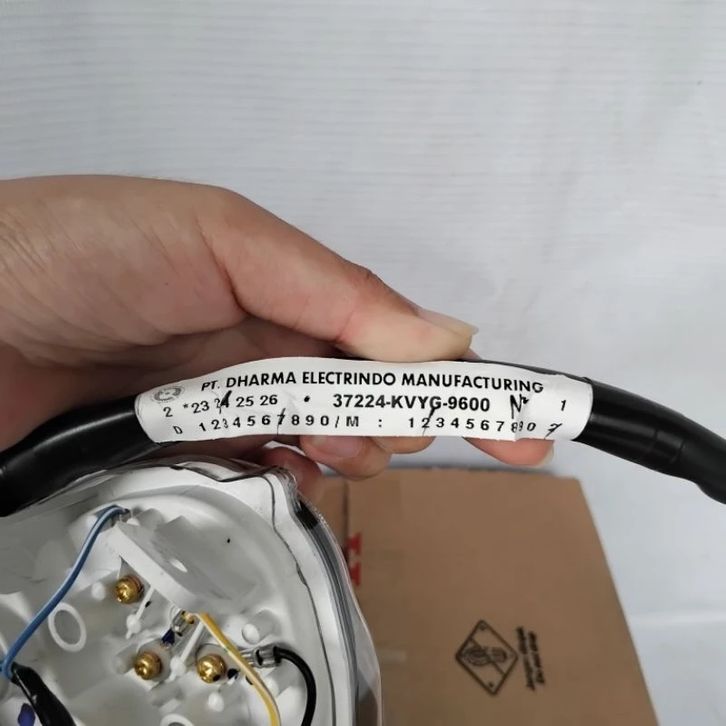 PT. DHARMA ELECTRINDO MANUFACTURING
2 *23 24 25 26 * 37224-KVYG-9600 N 1
D 1234567890/M : 1234567890